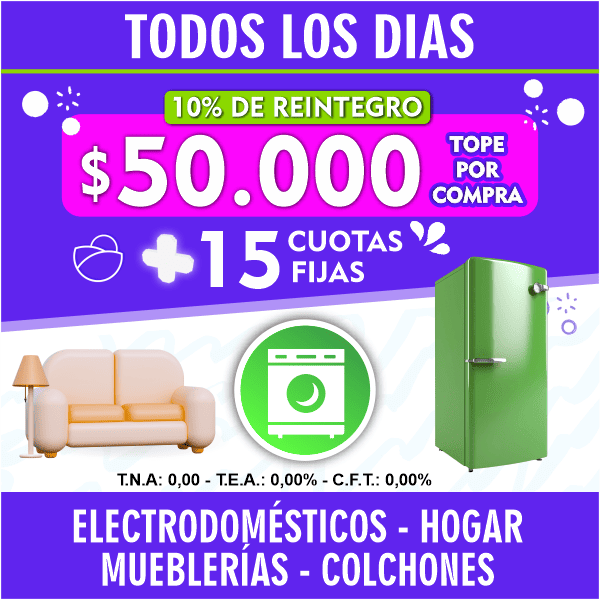 TODOS LOS DIAS
10% DE REINTEGRO
$50.000
TOPE
POR
COMPRA
+15 CUOTAS
FIJAS
T.N.A: 0,00 - T.E.A.: 0,00% - C.F.T.: 0,00%
ELECTRODOMÉSTICOS - HOGAR
MUEBLERÍAS - COLCHONES